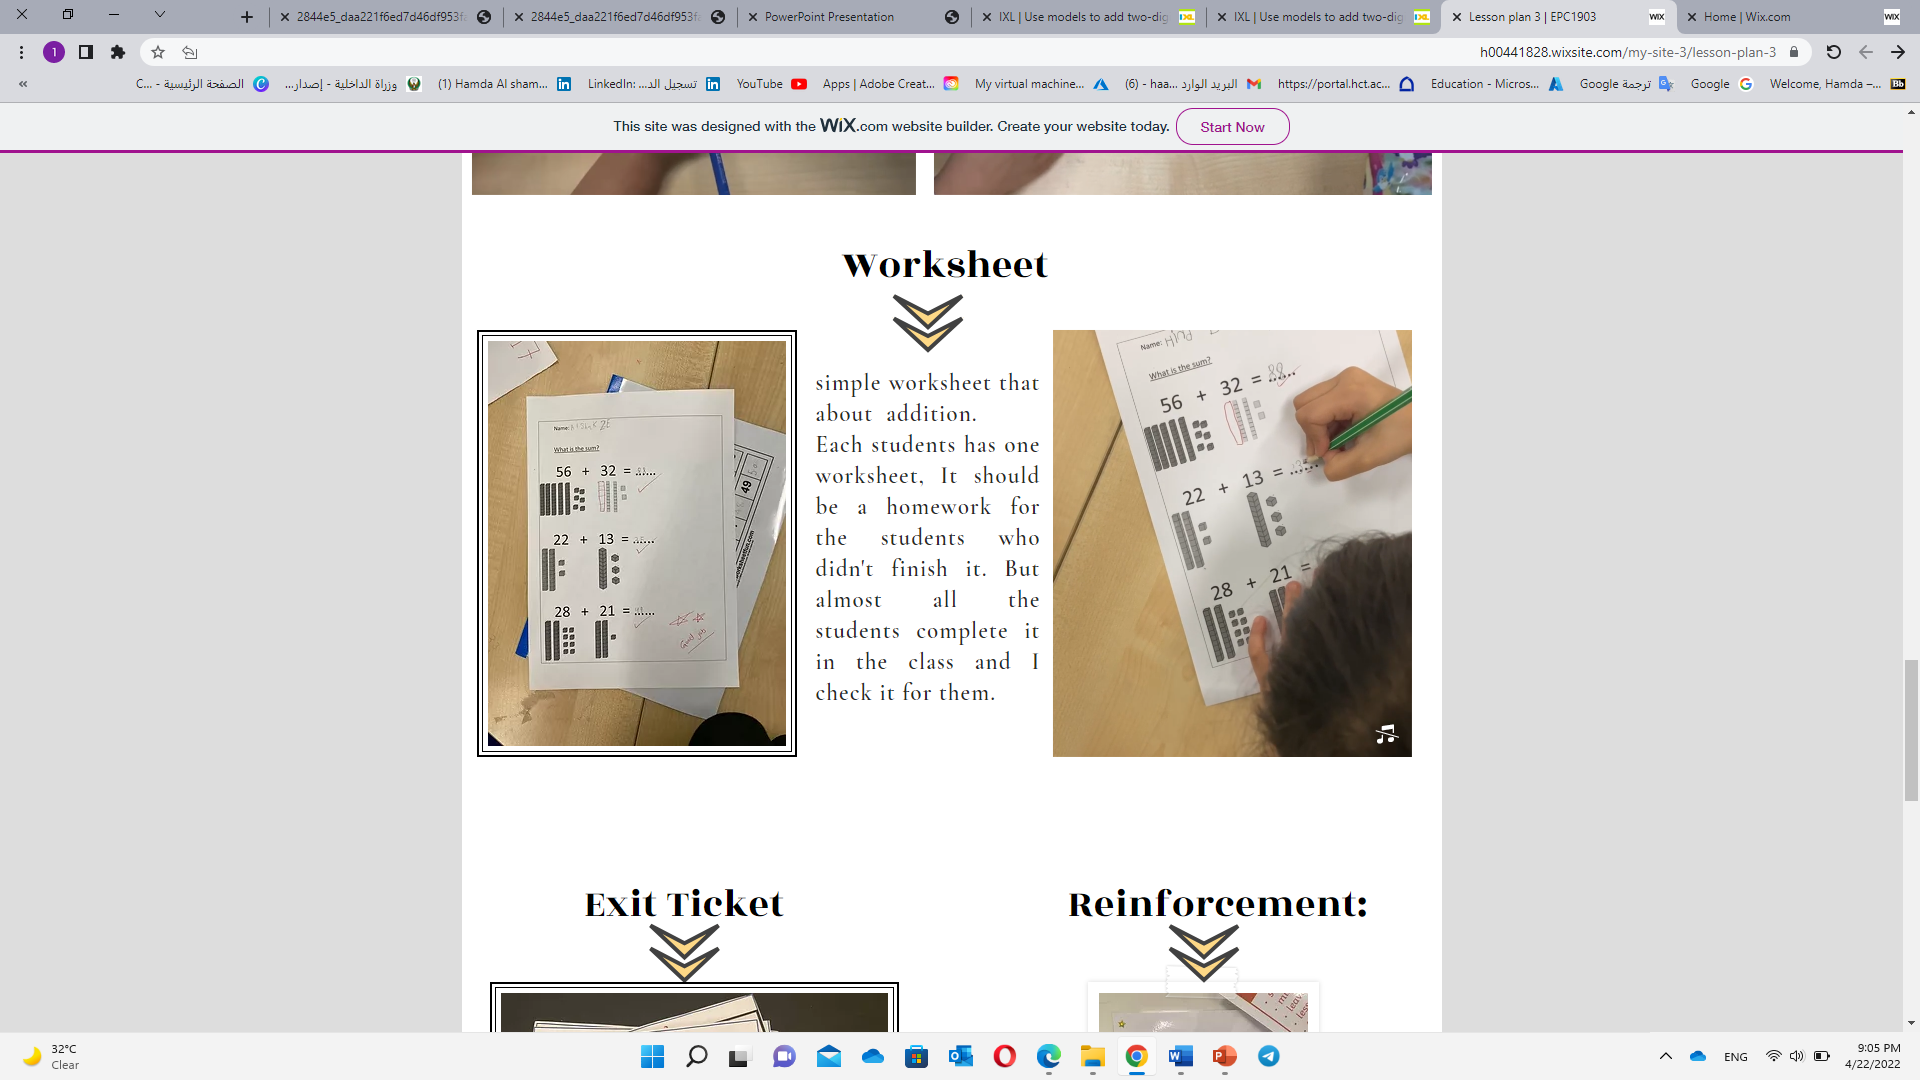 2844e5_daa221f6ed7d46df953f
2844e5_daa221f6ed7d46df953f
PowerPoint Presentation
IXL | Use models to add two-dig
IXL | Use models to add two-dig
Lesson plan 3 | EPC1903
Home | Wix.com
1
h00441828.wixsite.com/my-site-3/lesson-plan-3
C... - الصفحة الرئيسية
وزراة الداخلية - إصدار...
(1) Hamda Al sham...
LinkedIn: تسجيل الد...
YouTube
Apps | Adobe Creat...
My virtual machine...
(6) البريد الوارد - haa...
https://portal.hct.ac...
Education - Micros...
ترجمة Google
Google
Welcome, Hamda –...
Bb
This site was designed with the WiX.com website builder. Create your website today.
Start Now
Worksheet
simple worksheet that
about addition.
Each students has one
worksheet, It should
be a homework for
the students who
didn't finish it. But
almost all the
students complete it
in the class and I
check it for them.
Name:
What is the sum?
56 + 32 = ......
22 + 13 = ......
28 + 21 = ......
Good job
49
Name:
What is the sum?
56 + 32 = 88
22 + 13 = ......
28 + 21 =
Exit Ticket
Reinforcement:
32°C
Clear
ENG
9:05 PM
4/22/2022